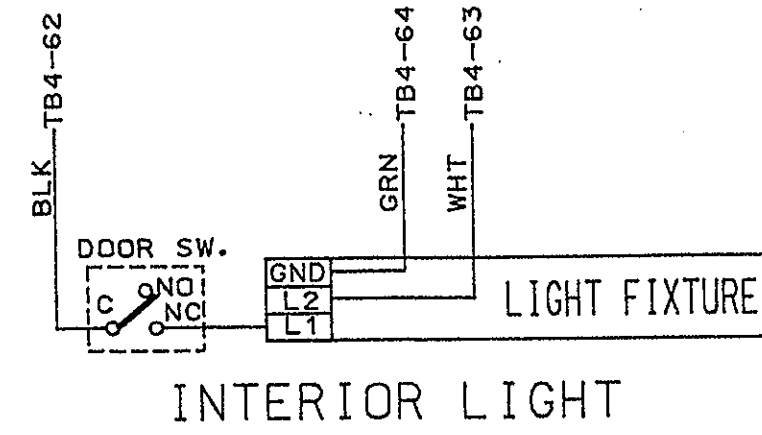 TB4-62
BLK
TB4-64
GRN
TB4-63
WHT
DOOR SW.
C
NO
NC
GND
L2
L1
LIGHT FIXTURE
INTERIOR LIGHT